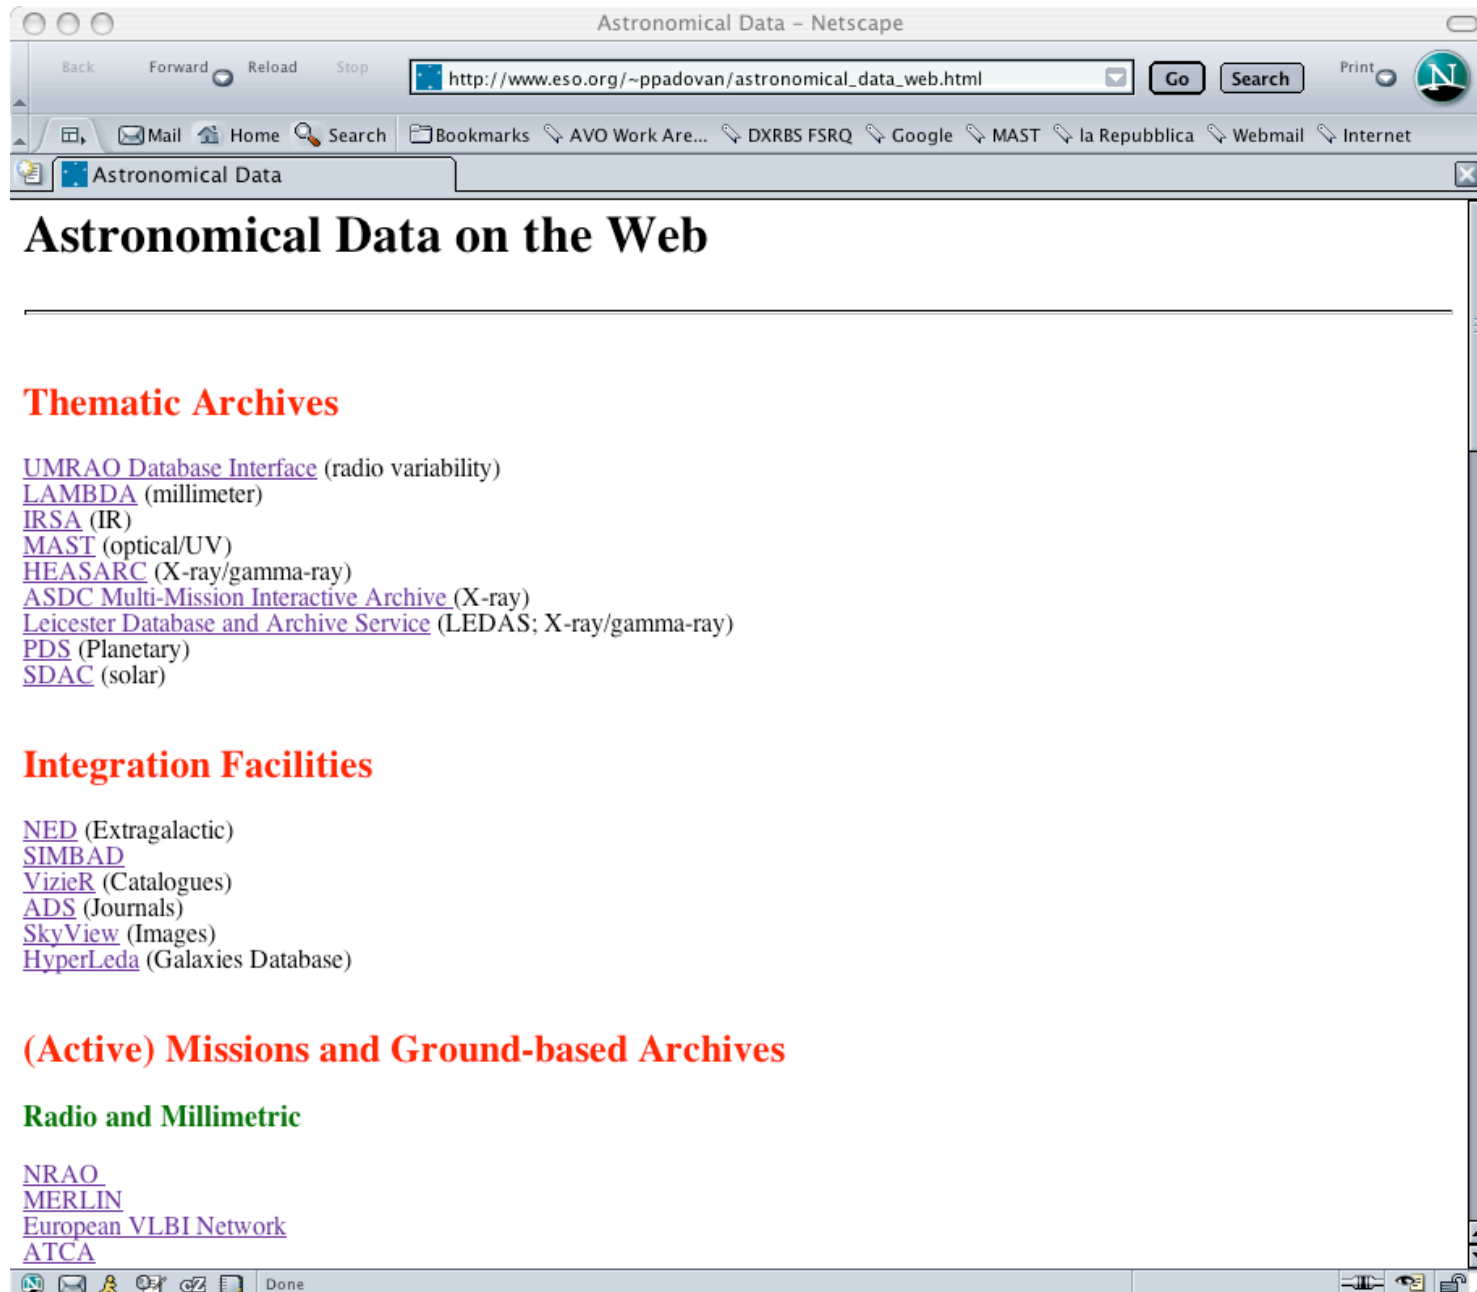 Astronomical Data – Netscape
Back Forward Reload Stop http://www.eso.org/~ppadovan/astronomical_data_web.html Go Search Print N
Mail Home Search Bookmarks AVO Work Are... DXRBS FSRQ Google MAST la Repubblica Webmail Internet
Astronomical Data
Astronomical Data on the Web
Thematic Archives
UMRAO Database Interface (radio variability)
LAMBDA (millimeter)
IRSA (IR)
MAST (optical/UV)
HEASARC (X-ray/gamma-ray)
ASDC Multi-Mission Interactive Archive (X-ray)
Leicester Database and Archive Service (LEDAS; X-ray/gamma-ray)
PDS (Planetary)
SDAC (solar)
Integration Facilities
NED (Extragalactic)
SIMBAD
VizieR (Catalogues)
ADS (Journals)
SkyView (Images)
HyperLeda (Galaxies Database)
(Active) Missions and Ground-based Archives
Radio and Millimetric
NRAO
MERLIN
European VLBI Network
ATCA
Done